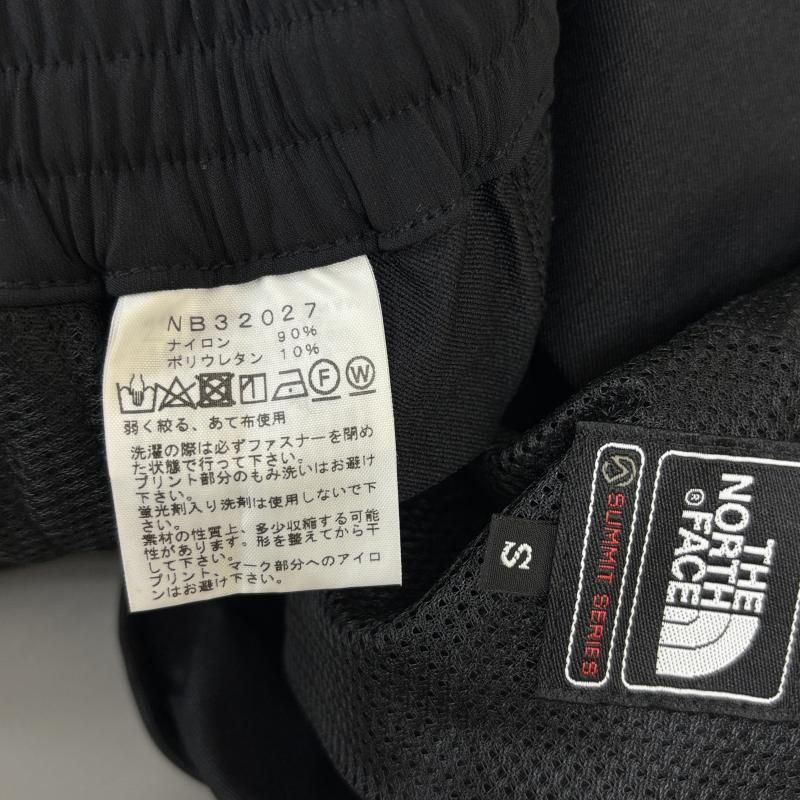 NB32027
ナイロン 90%
ポリウレタン 10%
F W
弱く絞る、あて布使用
洗濯の際は必ずファスナーを閉め
た状態で行って下さい。
プリント部分のもみ洗いはお避け
下さい。
蛍光剤入り洗剤は使用しないで下
さい。
素材の性質上、多少収縮する可能
性があります。形を整えてから干
して下さい。
プリント、マーク部分へのアイロ
ンはお避け下さい。
S
SUMMIT SERIES
THE
NORTH
FACE®